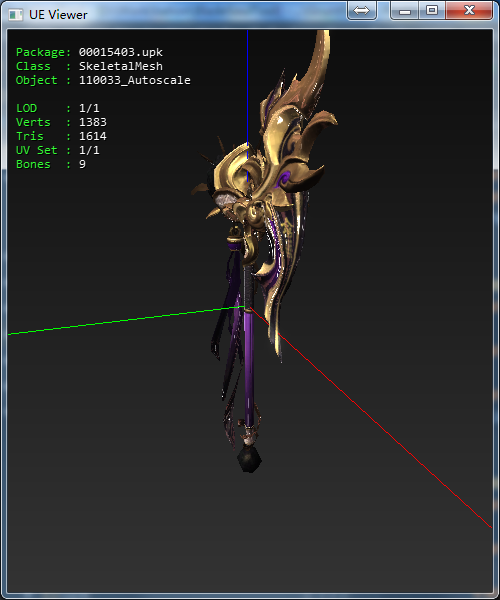 UE Viewer
Package: 00015403.upk
Class  : SkeletalMesh
Object : 110033_Autoscale
LOD    : 1/1
Verts  : 1383
Tris   : 1614
UV Set : 1/1
Bones  : 9